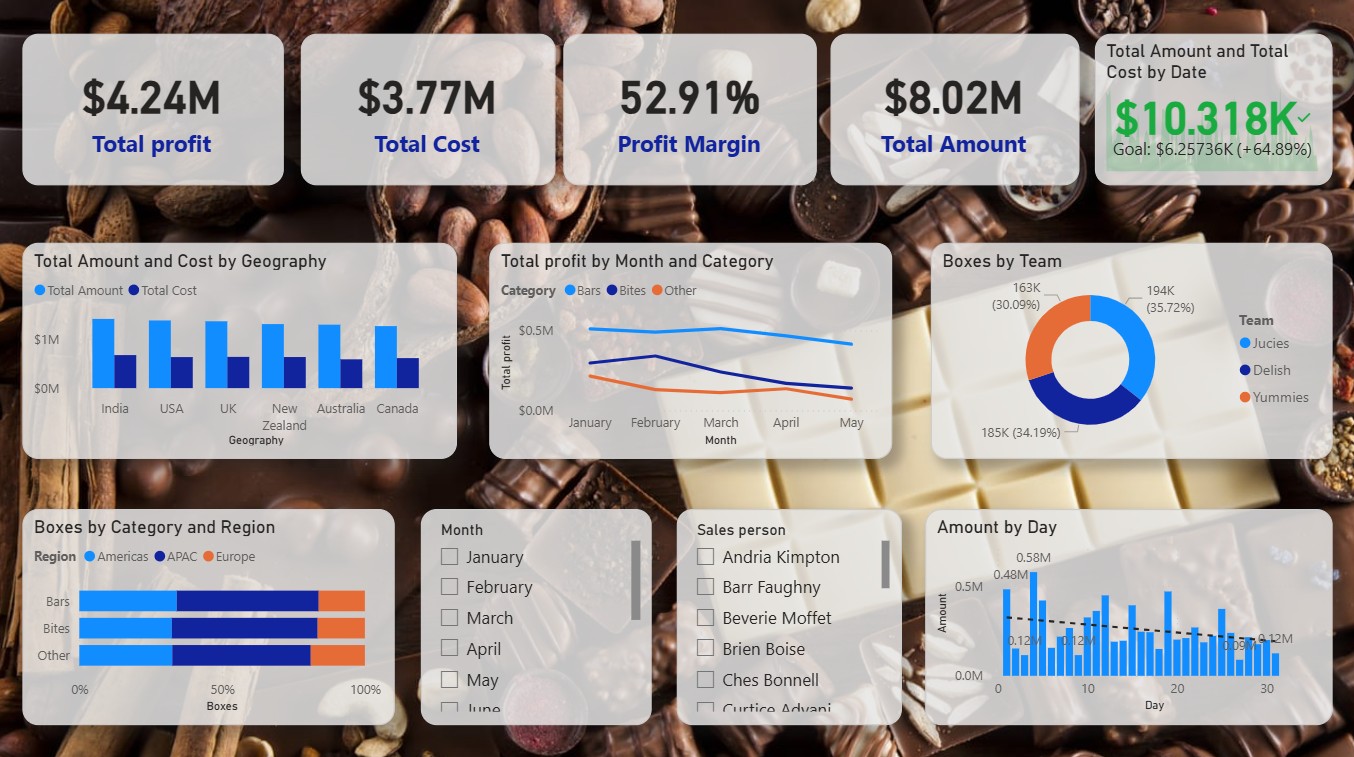 $4.24M
Total profit
$3.77M
Total Cost
52.91%
Profit Margin
$8.02M
Total Amount
Total Amount and Total
Cost by Date
$10.318K
Goal: $6.25736K (+64.89%)
Total Amount and Cost by Geography
Total Amount Total Cost
$1M
$0M
India USA UK New Zealand Australia Canada
Geography
Total profit by Month and Category
Category Bars Bites Other
Total profit
$0.5M
$0.0M
January February March April May
Month
Boxes by Team
163K
(30.09%)
194K
(35.72%)
185K (34.19%)
Team
Jucies
Delish
Yummies
Boxes by Category and Region
Region Americas APAC Europe
Bars
Bites
Other
0% 50% 100%
Boxes
Month
January
February
March
April
May
June
Sales person
Andria Kimpton
Barr Faughny
Beverie Moffet
Brien Boise
Ches Bonnell
Curtice Advani
Amount by Day
0.58M
0.48M
0.5M
Amount
0.12M 0.12M 0.09M 0.12M
0.0M
0 10 20 30
Day